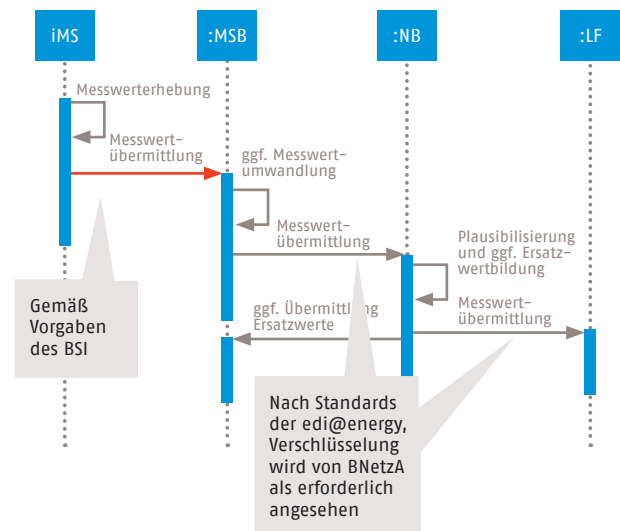 iMS
:MSB
:NB
:LF
Messwerterhebung
Messwert-
übermittlung
ggf. Messwert-
umwandlung
Messwert-
übermittlung
Plausibilisierung
und ggf. Ersatz-
wertbildung
Messwert-
übermittlung
ggf. Übermittlung
Ersatzwerte
Gemäß
Vorgaben
des BSI
Nach Standards
der edi@energy,
Verschlüsselung
wird von BNetzA
als erforderlich
angesehen